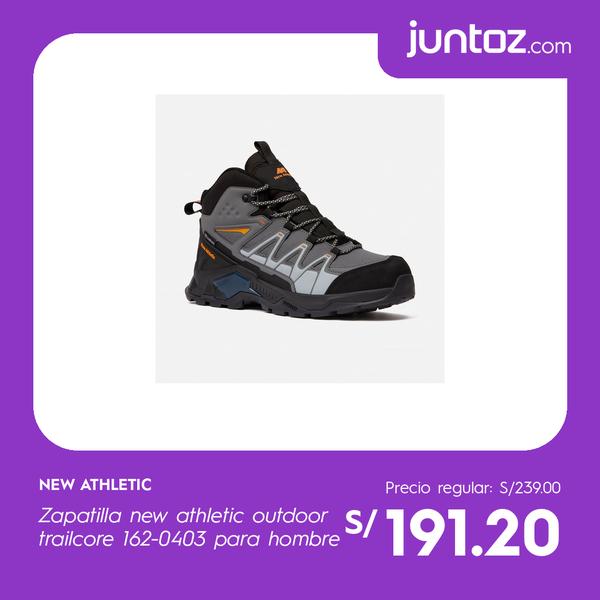 juntoz.com
NEW ATHLETIC
Zapatilla new athletic outdoor
trailcore 162-0403 para hombre
Precio regular: S/239.00
S/191.20